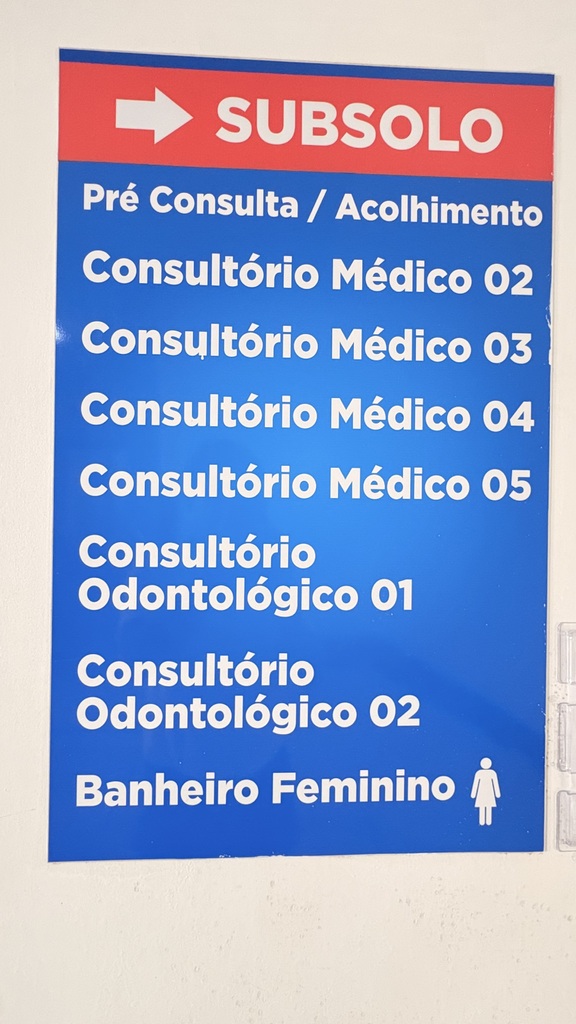 SUBSOLO
Pré Consulta / Acolhimento
Consultório Médico 02
Consultório Médico 03
Consultório Médico 04
Consultório Médico 05
Consultório
Odontológico 01
Consultório
Odontológico 02
Banheiro Feminino